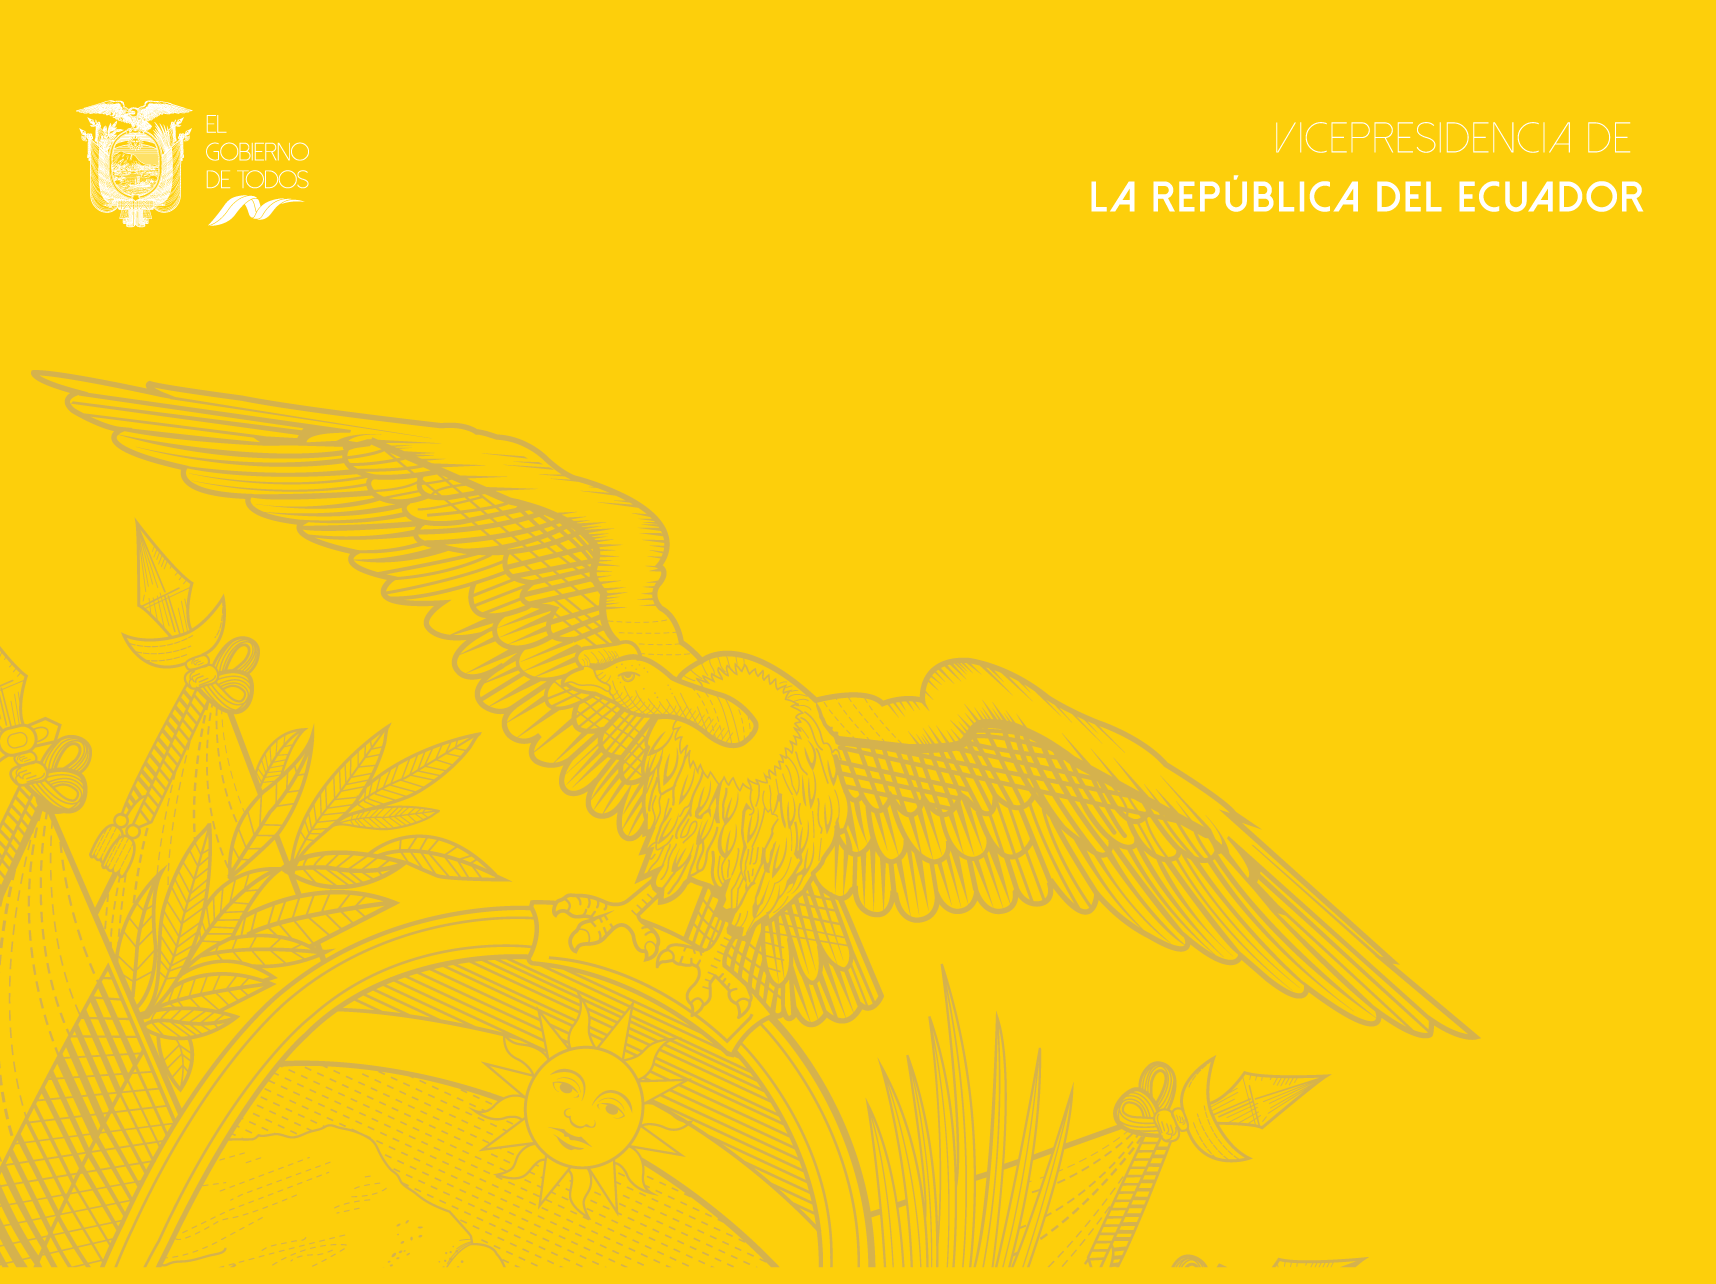 EL
GOBIERNO
DE TODOS
VICEPRESIDENCIA DE
LA REPÚBLICA DEL ECUADOR